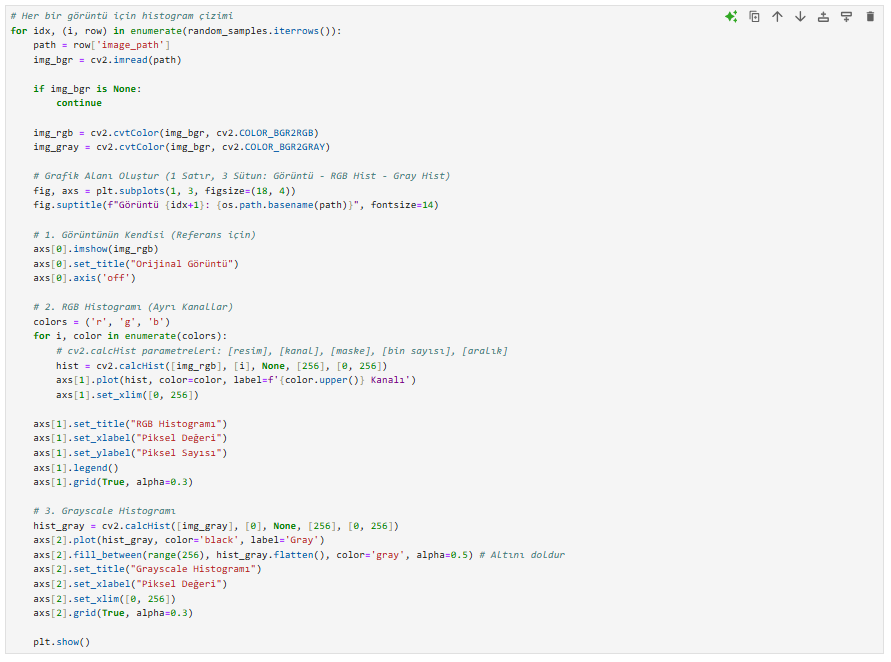 # Her bir görüntü için histogram çizimi
for idx, (i, row) in enumerate(random_samples.iterrows()):
    path = row['image_path']
    img_bgr = cv2.imread(path)

    if img_bgr is None:
        continue

    img_rgb = cv2.cvtColor(img_bgr, cv2.COLOR_BGR2RGB)
    img_gray = cv2.cvtColor(img_bgr, cv2.COLOR_BGR2GRAY)

    # Grafik Alanı Oluştur (1 Satır, 3 Sütun: Görüntü - RGB Hist - Gray Hist)
    fig, axs = plt.subplots(1, 3, figsize=(18, 4))
    fig.suptitle(f"Görüntü {idx+1}: {os.path.basename(path)}", fontsize=14)

    # 1. Görüntünün Kendisi (Referans için)
    axs[0].imshow(img_rgb)
    axs[0].set_title("Orijinal Görüntü")
    axs[0].axis('off')

    # 2. RGB Histogramı (Ayrı Kanallar)
    colors = ('r', 'g', 'b')
    for i, color in enumerate(colors):
        # cv2.calcHist parametreleri: [resim], [kanal], [maske], [bin sayısı], [aralık]
        hist = cv2.calcHist([img_rgb], [i], None, [256], [0, 256])
        axs[1].plot(hist, color=color, label=f'{color.upper()} Kanalı')
        axs[1].set_xlim([0, 256])

    axs[1].set_title("RGB Histogramı")
    axs[1].set_xlabel("Piksel Değeri")
    axs[1].set_ylabel("Piksel Sayısı")
    axs[1].legend()
    axs[1].grid(True, alpha=0.3)

    # 3. Grayscale Histogramı
    hist_gray = cv2.calcHist([img_gray], [0], None, [256], [0, 256])
    axs[2].plot(hist_gray, color='black', label='Gray')
    axs[2].fill_between(range(256), hist_gray.flatten(), color='gray', alpha=0.5) # Altını doldur
    axs[2].set_title("Grayscale Histogramı")
    axs[2].set_xlabel("Piksel Değeri")
    axs[2].set_xlim([0, 256])
    axs[2].grid(True, alpha=0.3)

    plt.show()